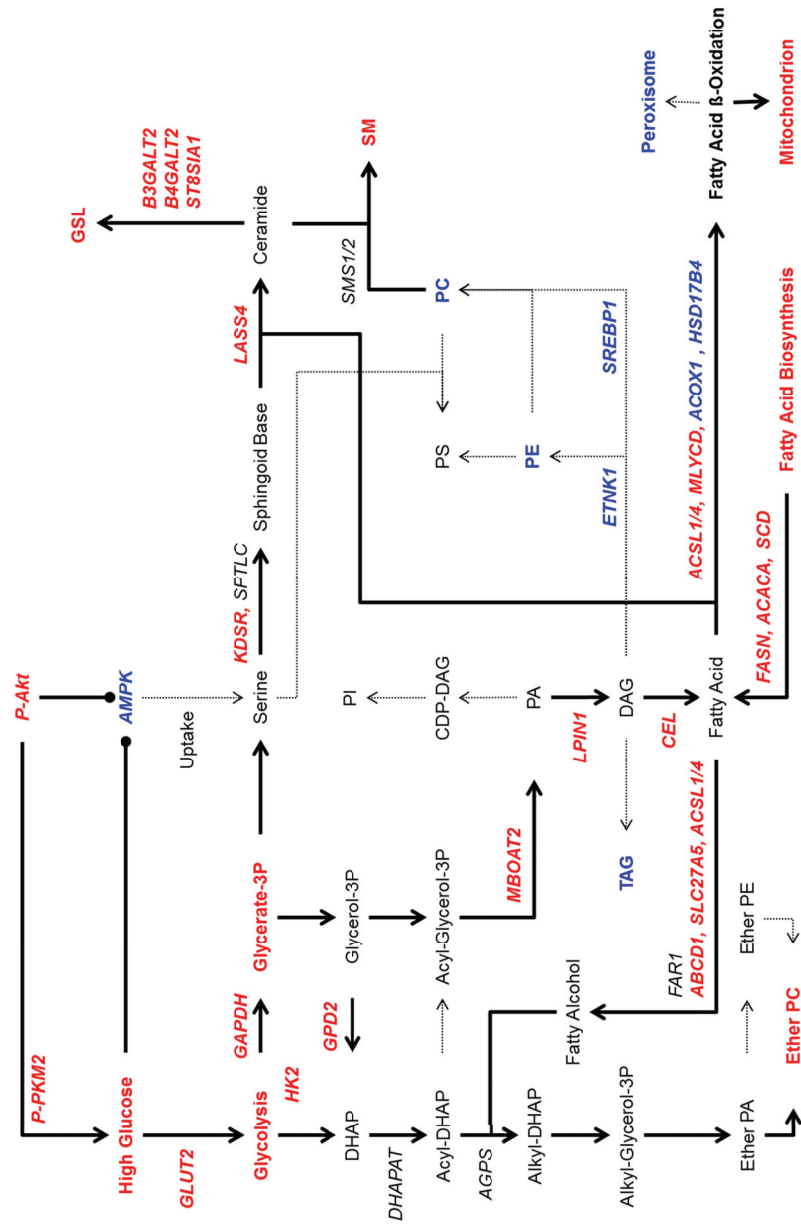 P-Akt
P-PKM2
High Glucose
AMPK
GLUT2
Uptake
Glycolysis
GAPDH
Glycerate-3P
Serine
KDSR, SPTLC
Sphingoid Base
LASS4
Ceramide
B3GALT2
B4GALT2
ST8SIA1
GSL
HK2
SMS1/2
SM
DHAP
GPD2
Glycerol-3P
PI
DHAPAT
Acyl-DHAP
Acyl-Glycerol-3P
CDP-DAG
PS
PC
AGPS
MBOAT2
Alkyl-DHAP
Fatty Alcohol
PA
PE
LPIN1
Alkyl-Glycerol-3P
TAG
DAG
ETNK1
SREBP1
CEL
FAR1
ABCD1, SLC27A5, ACSL1/4
Fatty Acid
ACSL1/4, MLYCD, ACOX1 , HSD17B4
Fatty Acid ß-Oxidation
Peroxisome
Mitochondrion
Ether PA
Ether PE
Ether PC
FASN, ACACA, SCD
Fatty Acid Biosynthesis